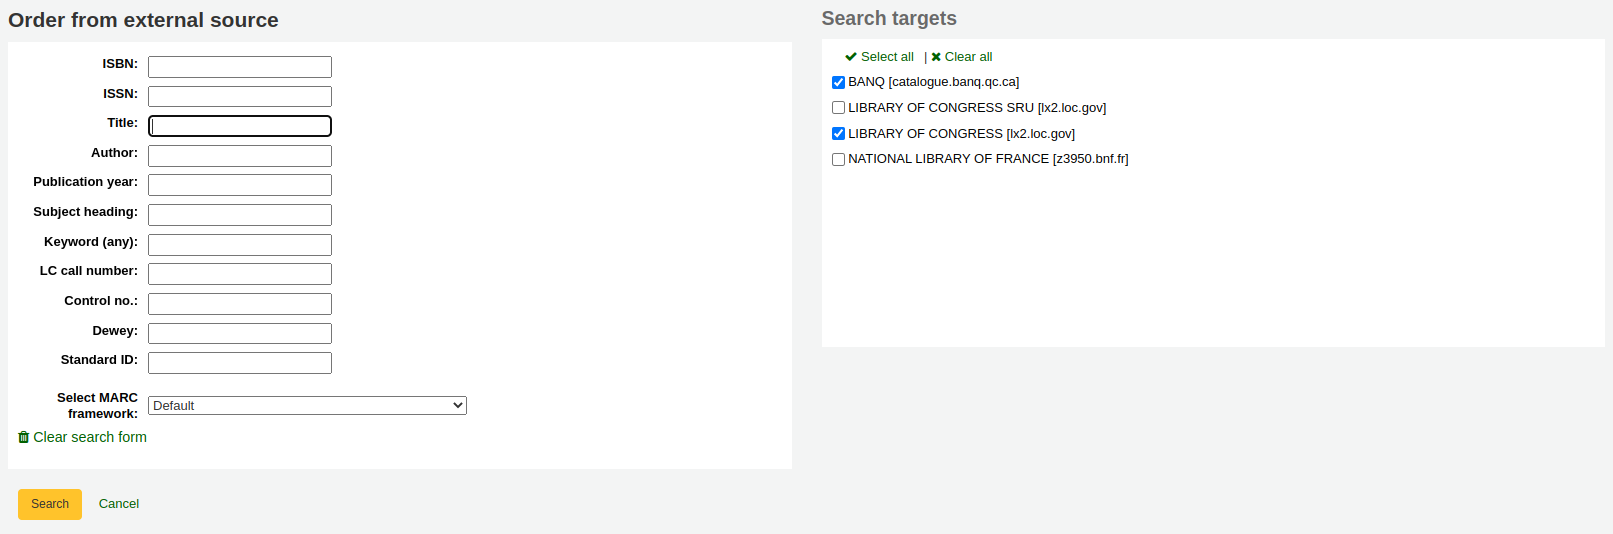 Order from external source
ISBN:
ISSN:
Title:
Author:
Publication year:
Subject heading:
Keyword (any):
LC call number:
Control no.:
Dewey:
Standard ID:
Select MARC
framework:
Default
Clear search form
Search
Cancel
Search targets
Select all | Clear all
BANQ [catalogue.banq.qc.ca]
LIBRARY OF CONGRESS SRU [lx2.loc.gov]
LIBRARY OF CONGRESS [lx2.loc.gov]
NATIONAL LIBRARY OF FRANCE [z3950.bnf.fr]